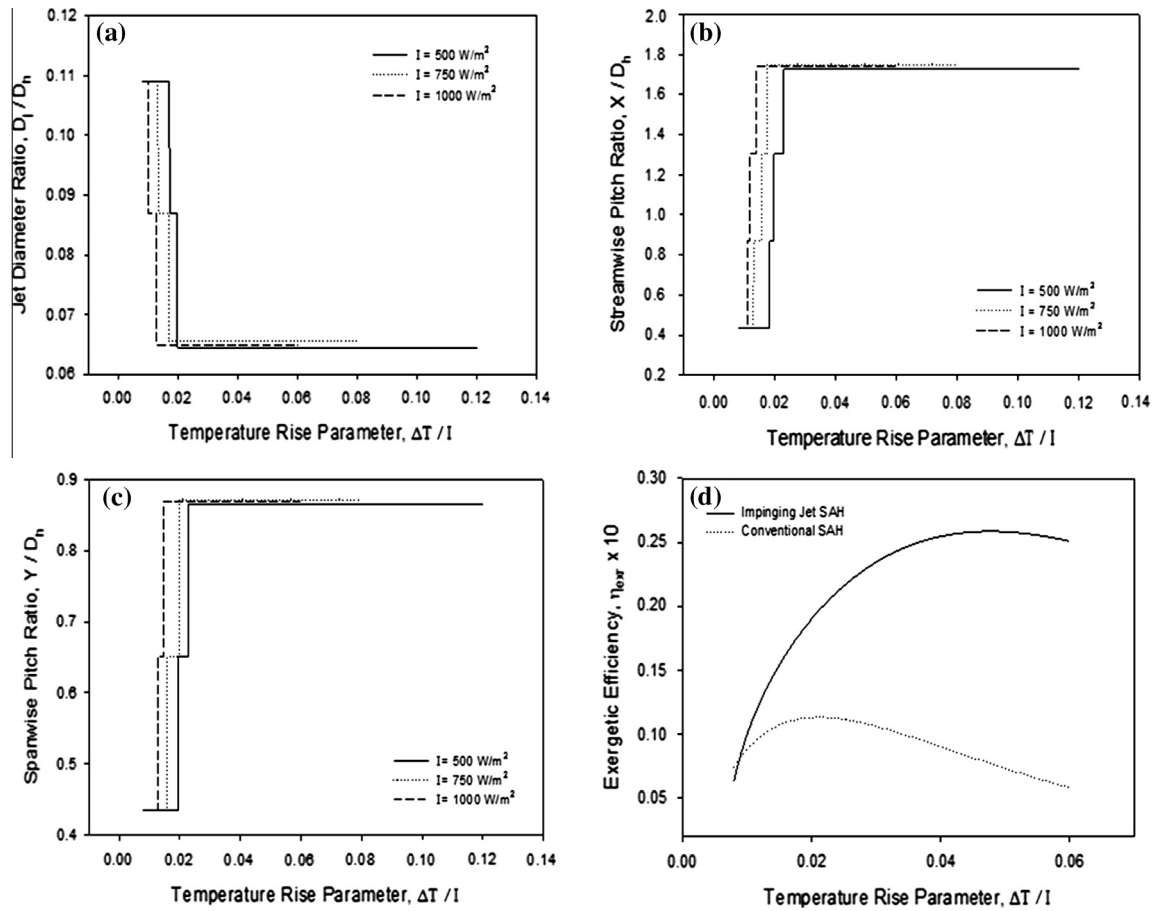 (a)
Jet Diameter Ratio, Dj / Dh
0.12
0.11
0.10
0.09
0.08
0.07
0.06
I = 500 W/m²
I = 750 W/m²
I = 1000 W/m²
0.00 0.02 0.04 0.06 0.08 0.10 0.12 0.14
Temperature Rise Parameter, ΔT / I
(b)
Streamwise Pitch Ratio, X / Dh
2.0
1.8
1.6
1.4
1.2
1.0
0.8
0.6
0.4
0.2
I = 500 W/m²
I = 750 W/m²
I = 1000 W/m²
0.00 0.02 0.04 0.06 0.08 0.10 0.12 0.14
Temperature Rise Parameter, ΔT / I
(c)
Spanwise Pitch Ratio, Y / Dh
0.9
0.8
0.7
0.6
0.5
0.4
I= 500 W/m²
I = 750 W/m²
I= 1000 W/m²
0.00 0.02 0.04 0.06 0.08 0.10 0.12 0.14
Temperature Rise Parameter, ΔT / I
(d)
Exergetic Efficiency, ηexr x 10
0.30
0.25
0.20
0.15
0.10
0.05
Impinging Jet SAH
Conventional SAH
0.00 0.02 0.04 0.06
Temperature Rise Parameter, ΔT / I